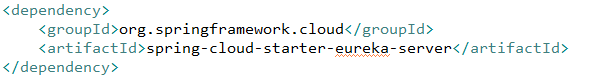 <dependency>
    <groupId>org.springframework.cloud</groupId>
    <artifactId>spring-cloud-starter-eureka-server</artifactId>
</dependency>